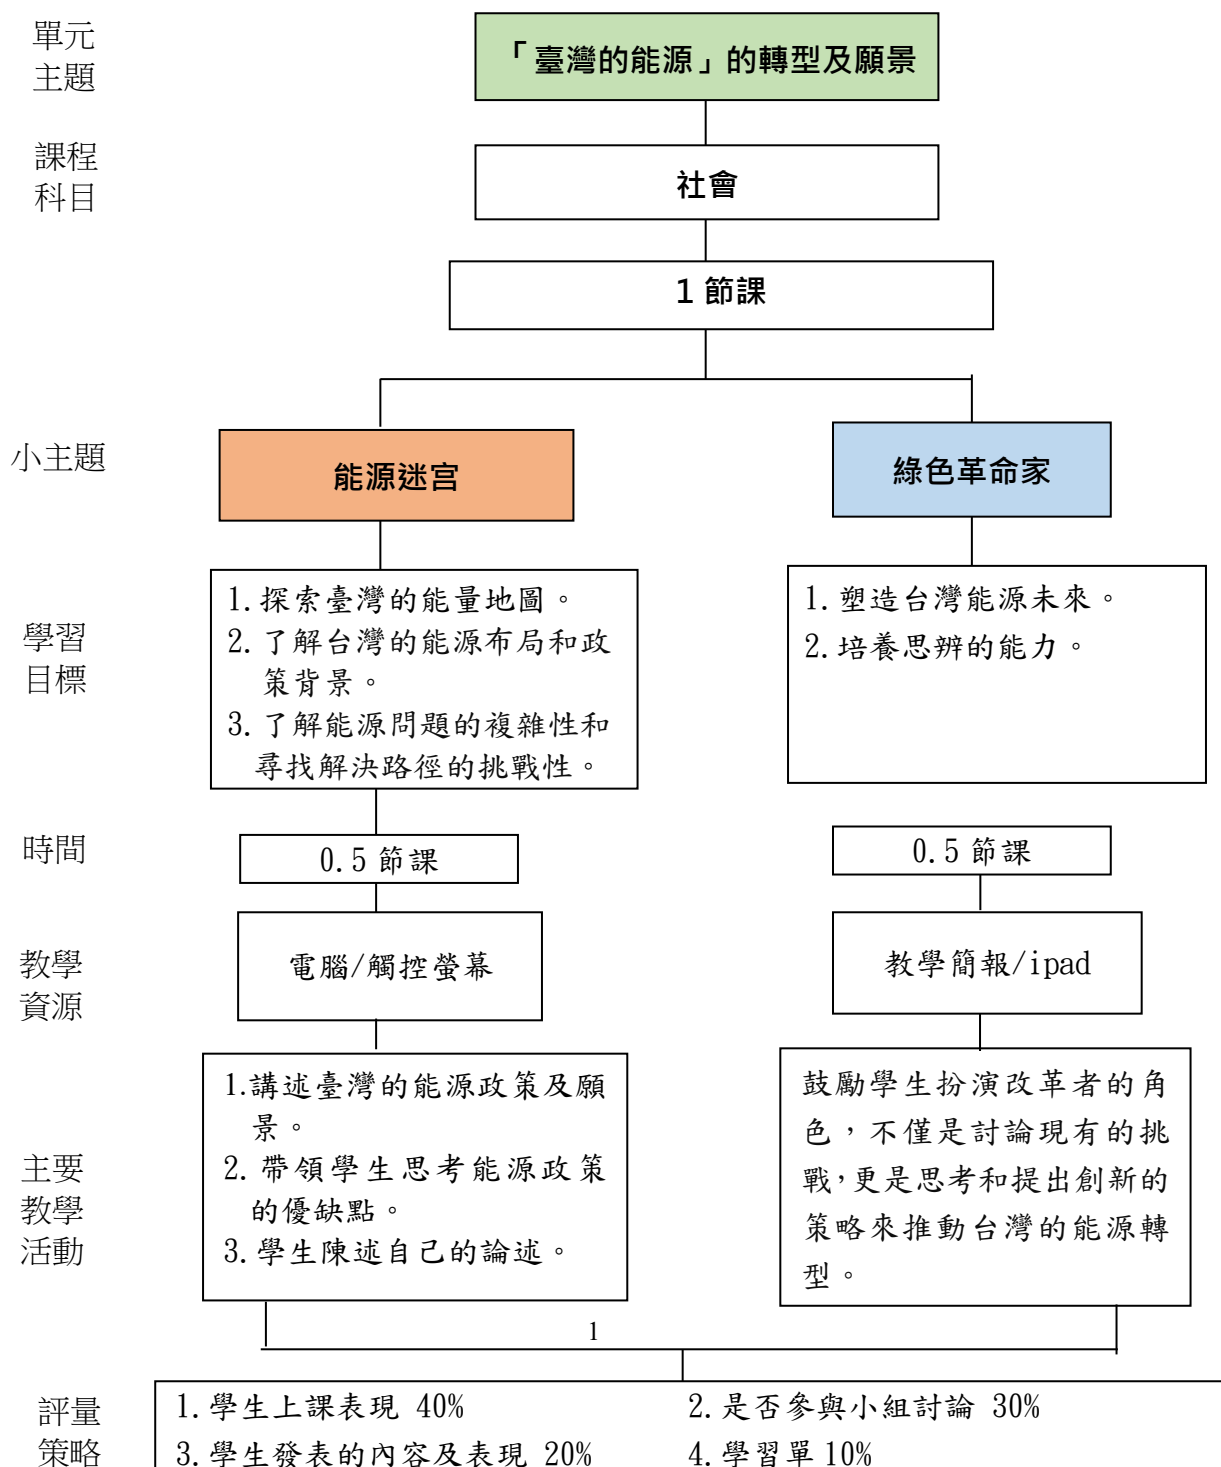 單元
主題
「臺灣的能源」的轉型及願景
課程
科目
社會
1 節課
小主題
能源迷宫
綠色革命家
學習
目標
1.探索臺灣的能量地圖。
2.了解台灣的能源布局和政
策背景。
3.了解能源問題的複雜性和
尋找解決路徑的挑戰性。
1.塑造台灣能源未來。
2.培養思辨的能力。
時間
0.5 節課
0.5 節課
教學
資源
電腦/觸控螢幕
教學簡報/ipad
主要
教學
活動
1.講述臺灣的能源政策及願
景。
2.帶領學生思考能源政策
的優缺點。
3.學生陳述自己的論述。
鼓勵學生扮演改革者的角
色，不僅是討論現有的挑
戰，更是思考和提出創新的
策略來推動台灣的能源轉
型。
1
評量
策略
1.學生上課表現 40%
2.是否參與小組討論 30%
3.學生發表的內容及表現 20%
4.學習單 10%